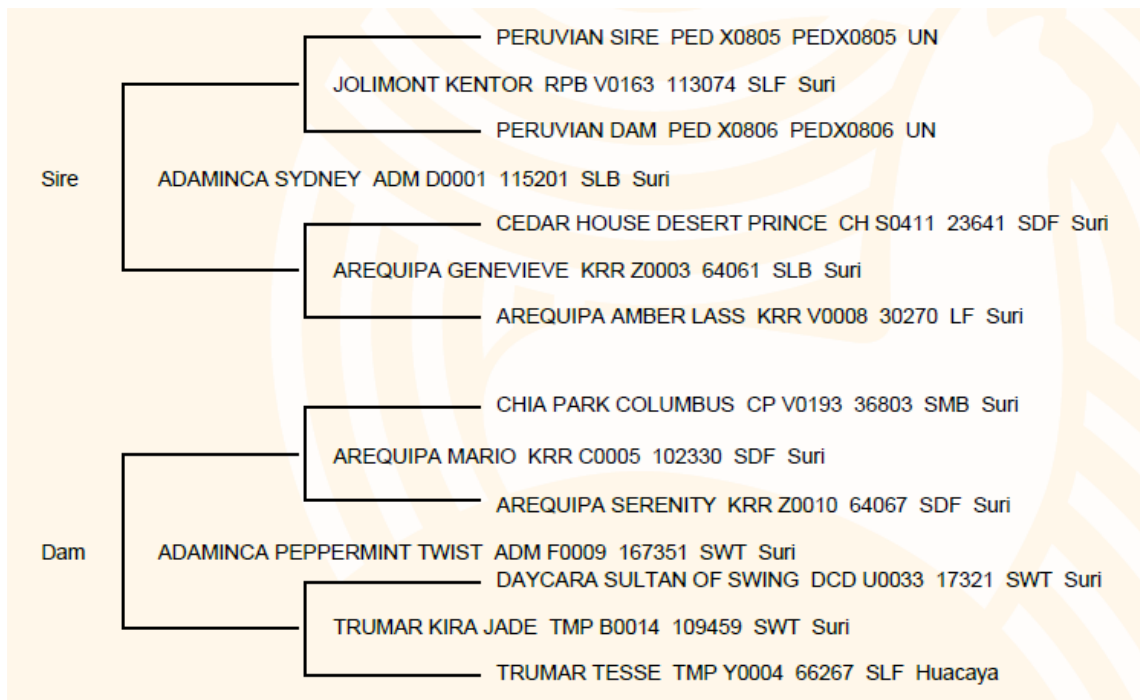 PERUVIAN SIRE PED X0805 PEDX0805 UN
JOLIMONT KENTOR RPB V0163 113074 SLF Suri
PERUVIAN DAM PED X0806 PEDX0806 UN
Sire ADAMINCA SYDNEY ADM D0001 115201 SLB Suri
CEDAR HOUSE DESERT PRINCE CH S0411 23641 SDF Suri
AREQUIPA GENEVIEVE KRR Z0003 64061 SLB Suri
AREQUIPA AMBER LASS KRR V0008 30270 LF Suri
CHIA PARK COLUMBUS CP V0193 36803 SMB Suri
AREQUIPA MARIO KRR C0005 102330 SDF Suri
AREQUIPA SERENITY KRR Z0010 64067 SDF Suri
Dam ADAMINCA PEPPERMINT TWIST ADM F0009 167351 SWT Suri
DAYCARA SULTAN OF SWING DCD U0033 17321 SWT Suri
TRUMAR KIRA JADE TMP B0014 109459 SWT Suri
TRUMAR TESSE TMP Y0004 66267 SLF Huacaya